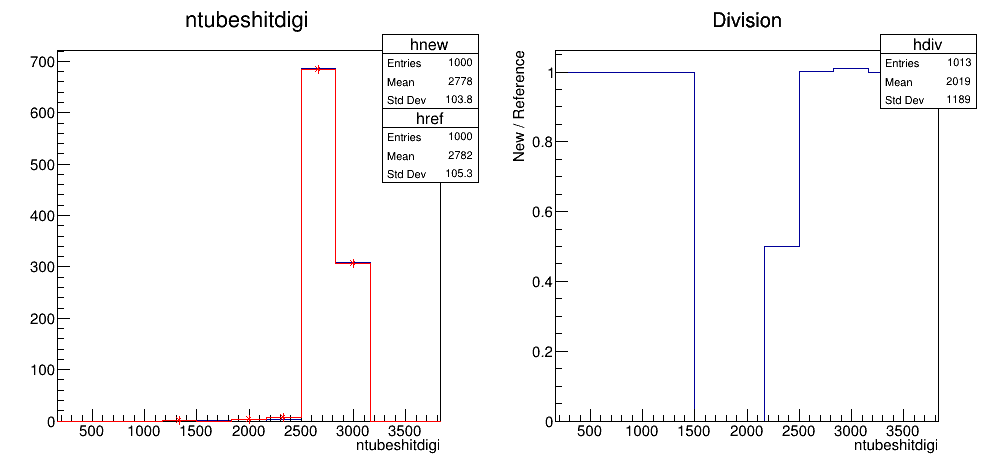 ntubeshitdigi
hnew
Entries 1000
Mean 2778
Std Dev 103.8
href
Entries 1000
Mean 2782
Std Dev 105.3
700
600
500
400
300
200
100
0
500 1000 1500 2000 2500 3000 3500
ntubeshitdigi
Division
hdiv
Entries 1013
Mean 2019
Std Dev 1189
New / Reference
1
0.8
0.6
0.4
0.2
0
500 1000 1500 2000 2500 3000 3500
ntubeshitdigi